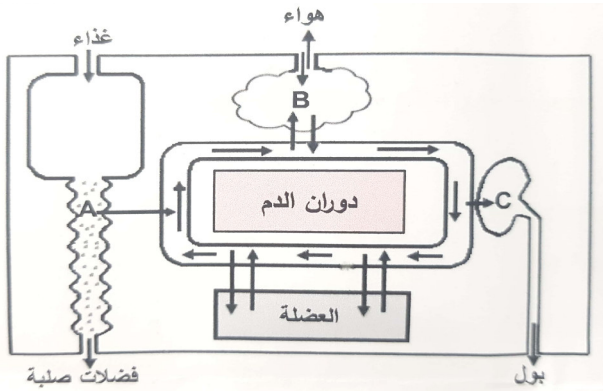 هواء
غذاء
B
A
دوران الدم
C
العضلة
فضلات صلبة
بول